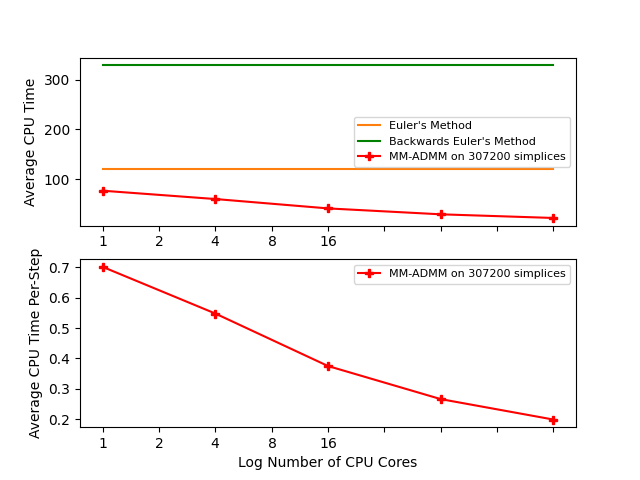 Average CPU Time
300
200
100
Euler's Method
Backwards Euler's Method
MM-ADMM on 307200 simplices
1 2 4 8 16
Average CPU Time Per-Step
0.7
0.6
0.5
0.4
0.3
0.2
MM-ADMM on 307200 simplices
1 2 4 8 16
Log Number of CPU Cores